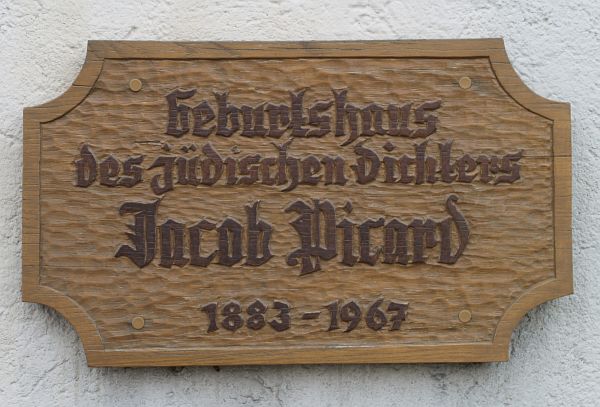 Geburtshaus
des jüdischen Dichters
Jacob Picard
1883 - 1967